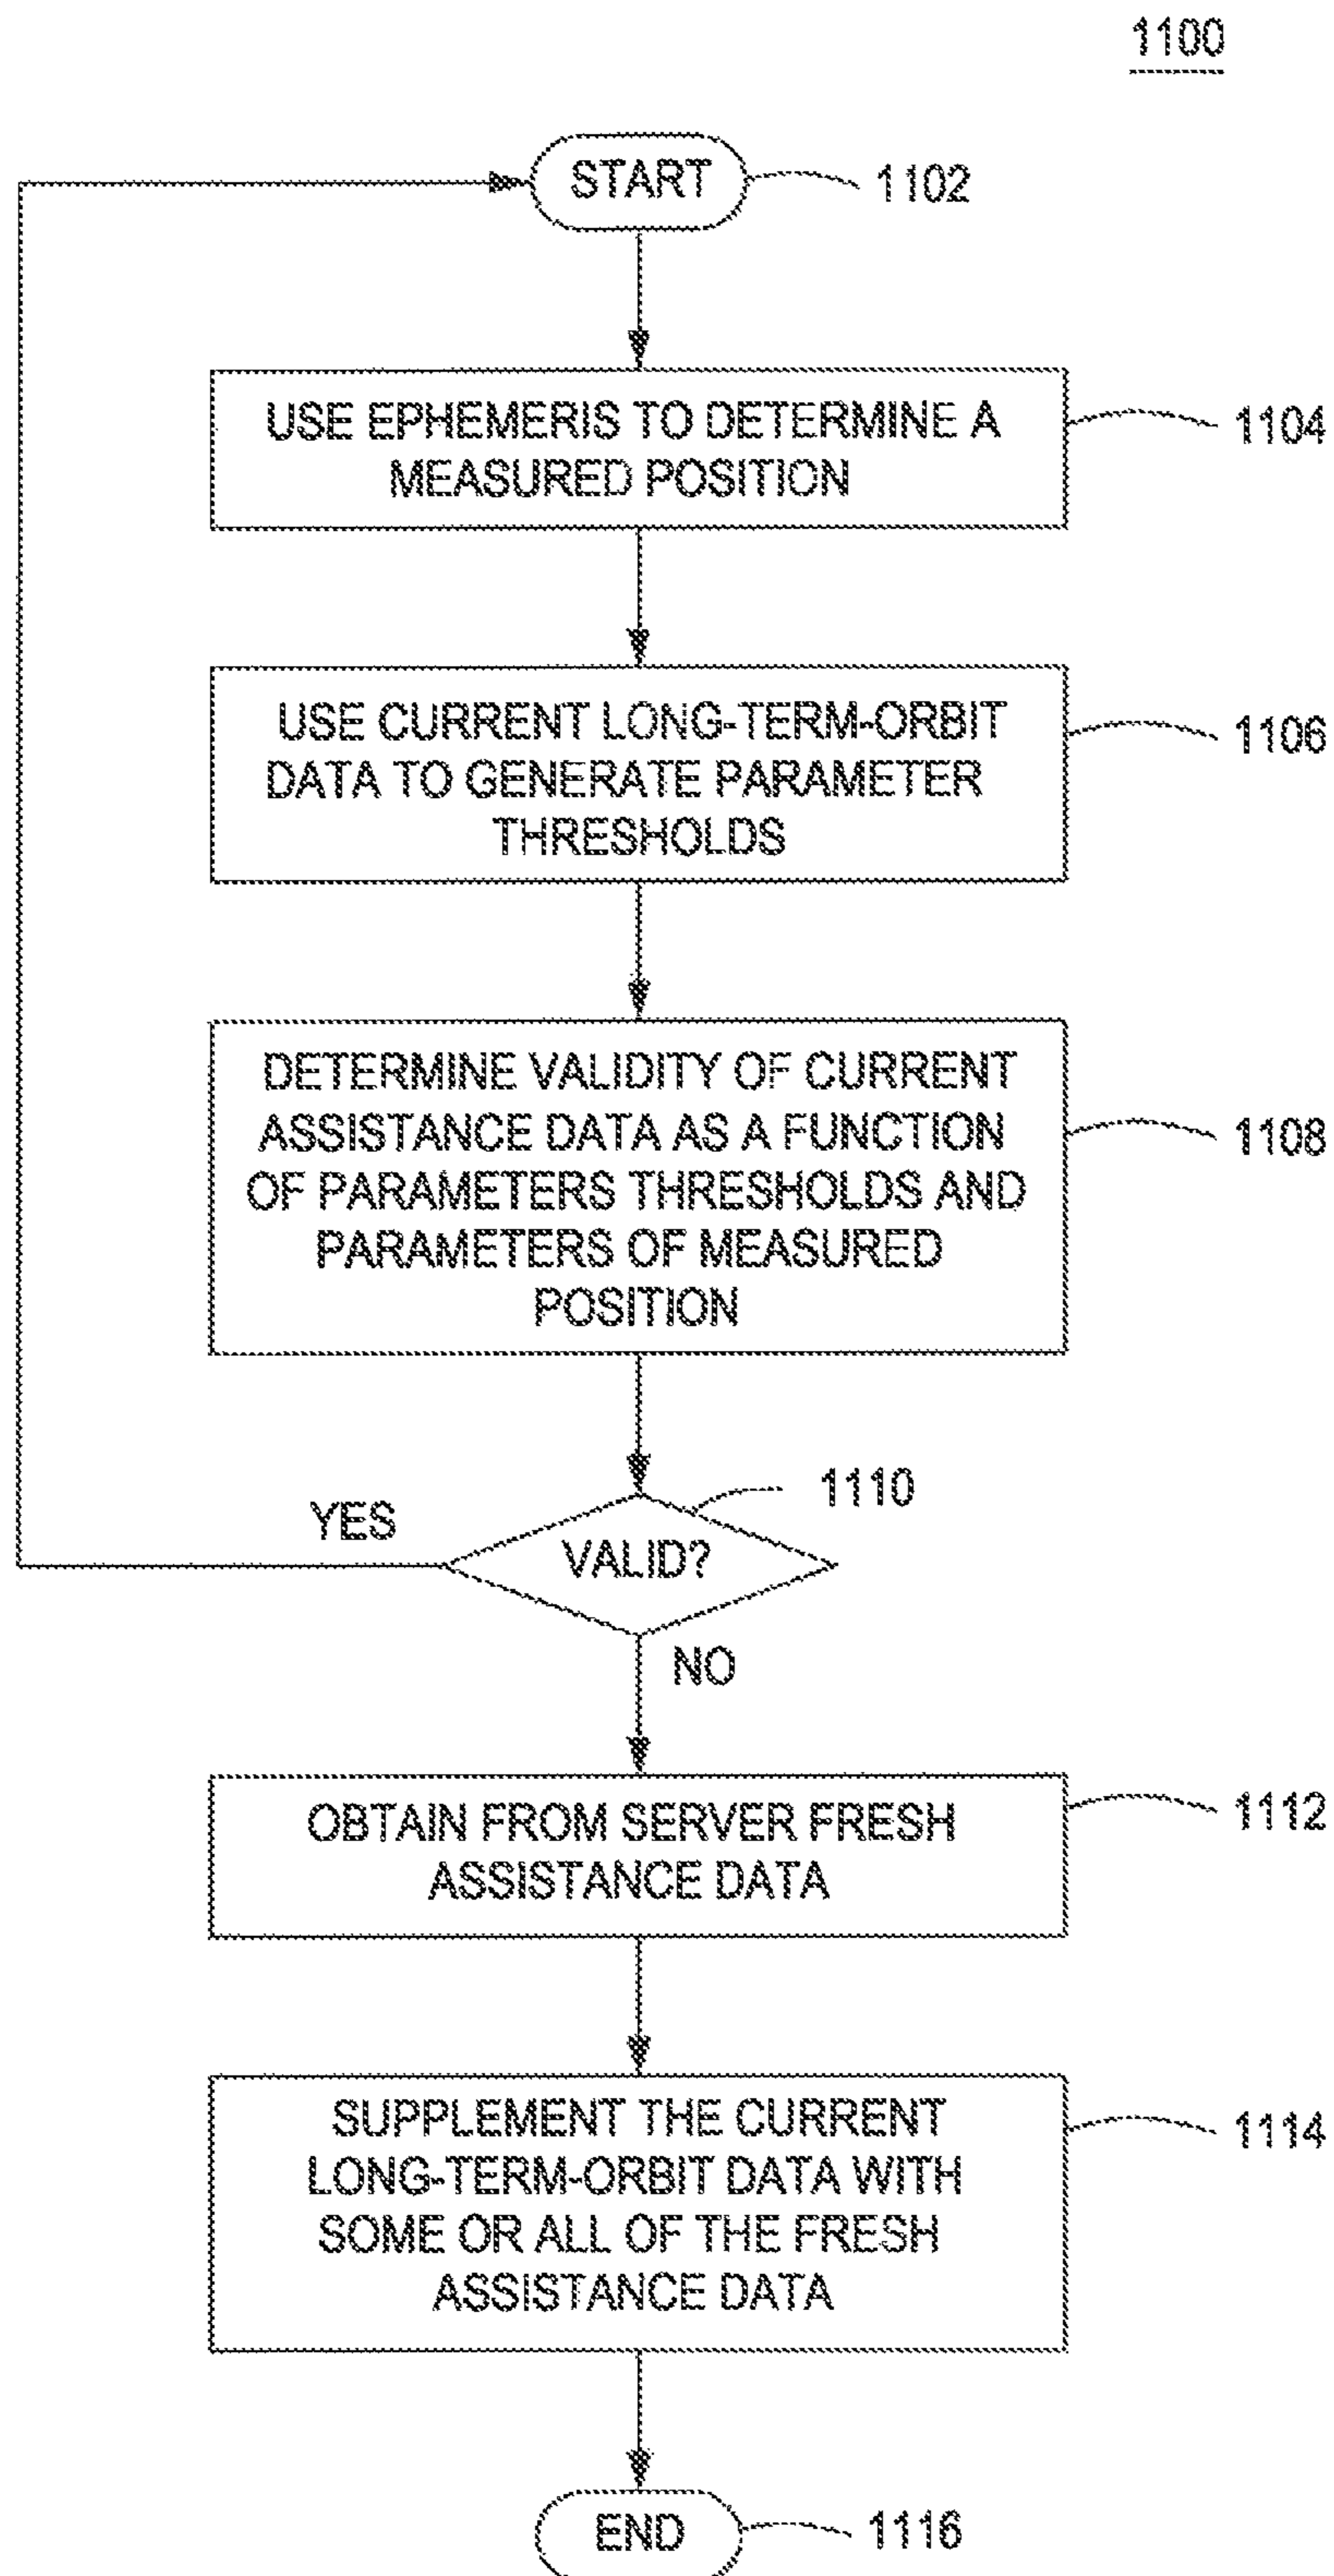 1100
START
1102
USE EPHEMERIS TO DETERMINE A
MEASURED POSITION
1104
USE CURRENT LONG-TERM-ORBIT
DATA TO GENERATE PARAMETER
THRESHOLDS
1106
DETERMINE VALIDITY OF CURRENT
ASSISTANCE DATA AS A FUNCTION
OF PARAMETERS THRESHOLDS AND
PARAMETERS OF MEASURED
POSITION
1108
1110
YES
VALID?
NO
OBTAIN FROM SERVER FRESH
ASSISTANCE DATA
1112
SUPPLEMENT THE CURRENT
LONG-TERM-ORBIT DATA WITH
SOME OR ALL OF THE FRESH
ASSISTANCE DATA
1114
END
1116